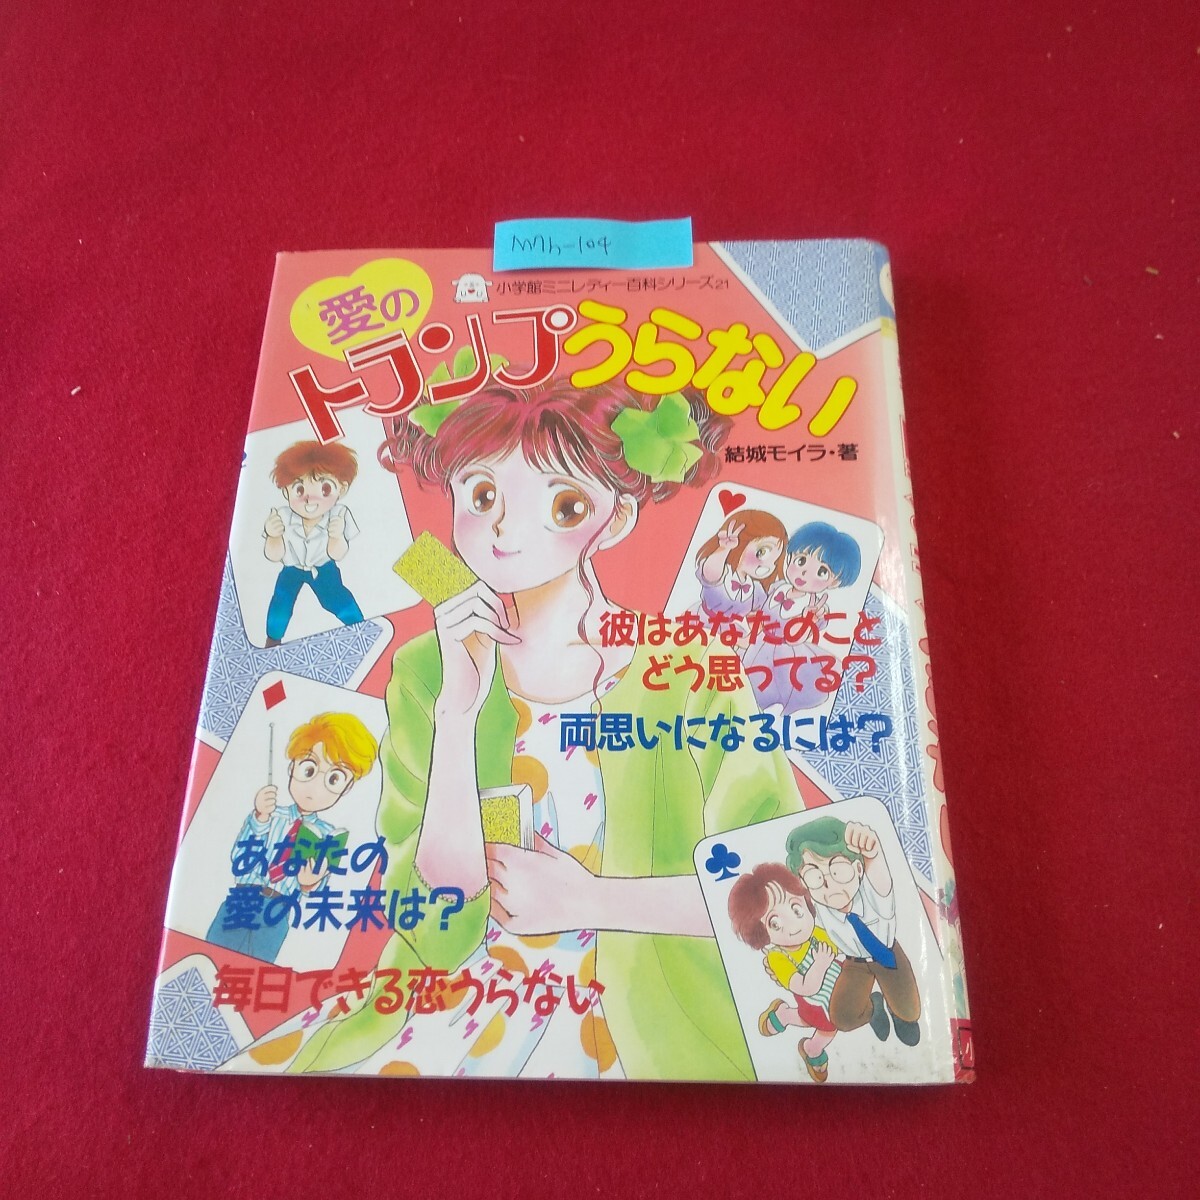 小学館ミニレディー百科シリーズ21
愛の
トランプうらない
結城モイラ・著
彼はあなたのこと
どう思ってる?
両思いになるには?
あなたの
愛の未来は?
毎日できる恋うらない